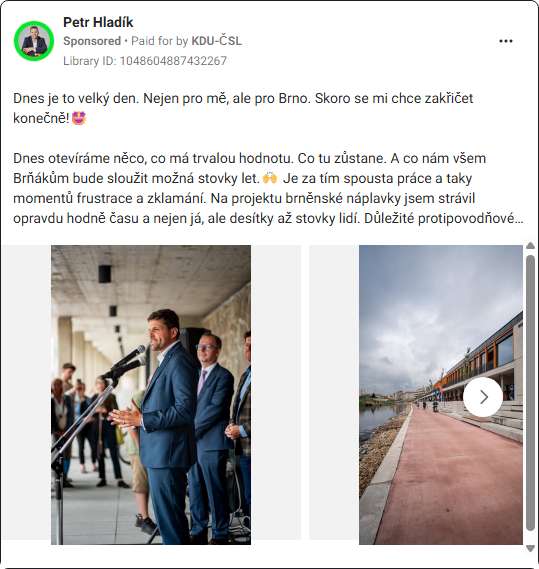 Petr Hladík
Sponsored • Paid for by KDU-ČSL
Library ID: 1048604887432267
Dnes je to velký den. Nejen pro mě, ale pro Brno. Skoro se mi chce zakřičet
konečně!🤩
Dnes otevíráme něco, co má trvalou hodnotu. Co tu zůstane. A co nám všem
Brňákům bude sloužit možná stovky let.🙌 Je za tím spousta práce a taky
momentů frustrace a zklamání. Na projektu brněnské náplavky jsem strávil
opravdu hodně času a nejen já, ale desítky až stovky lidí. Důležité protipovodňové…